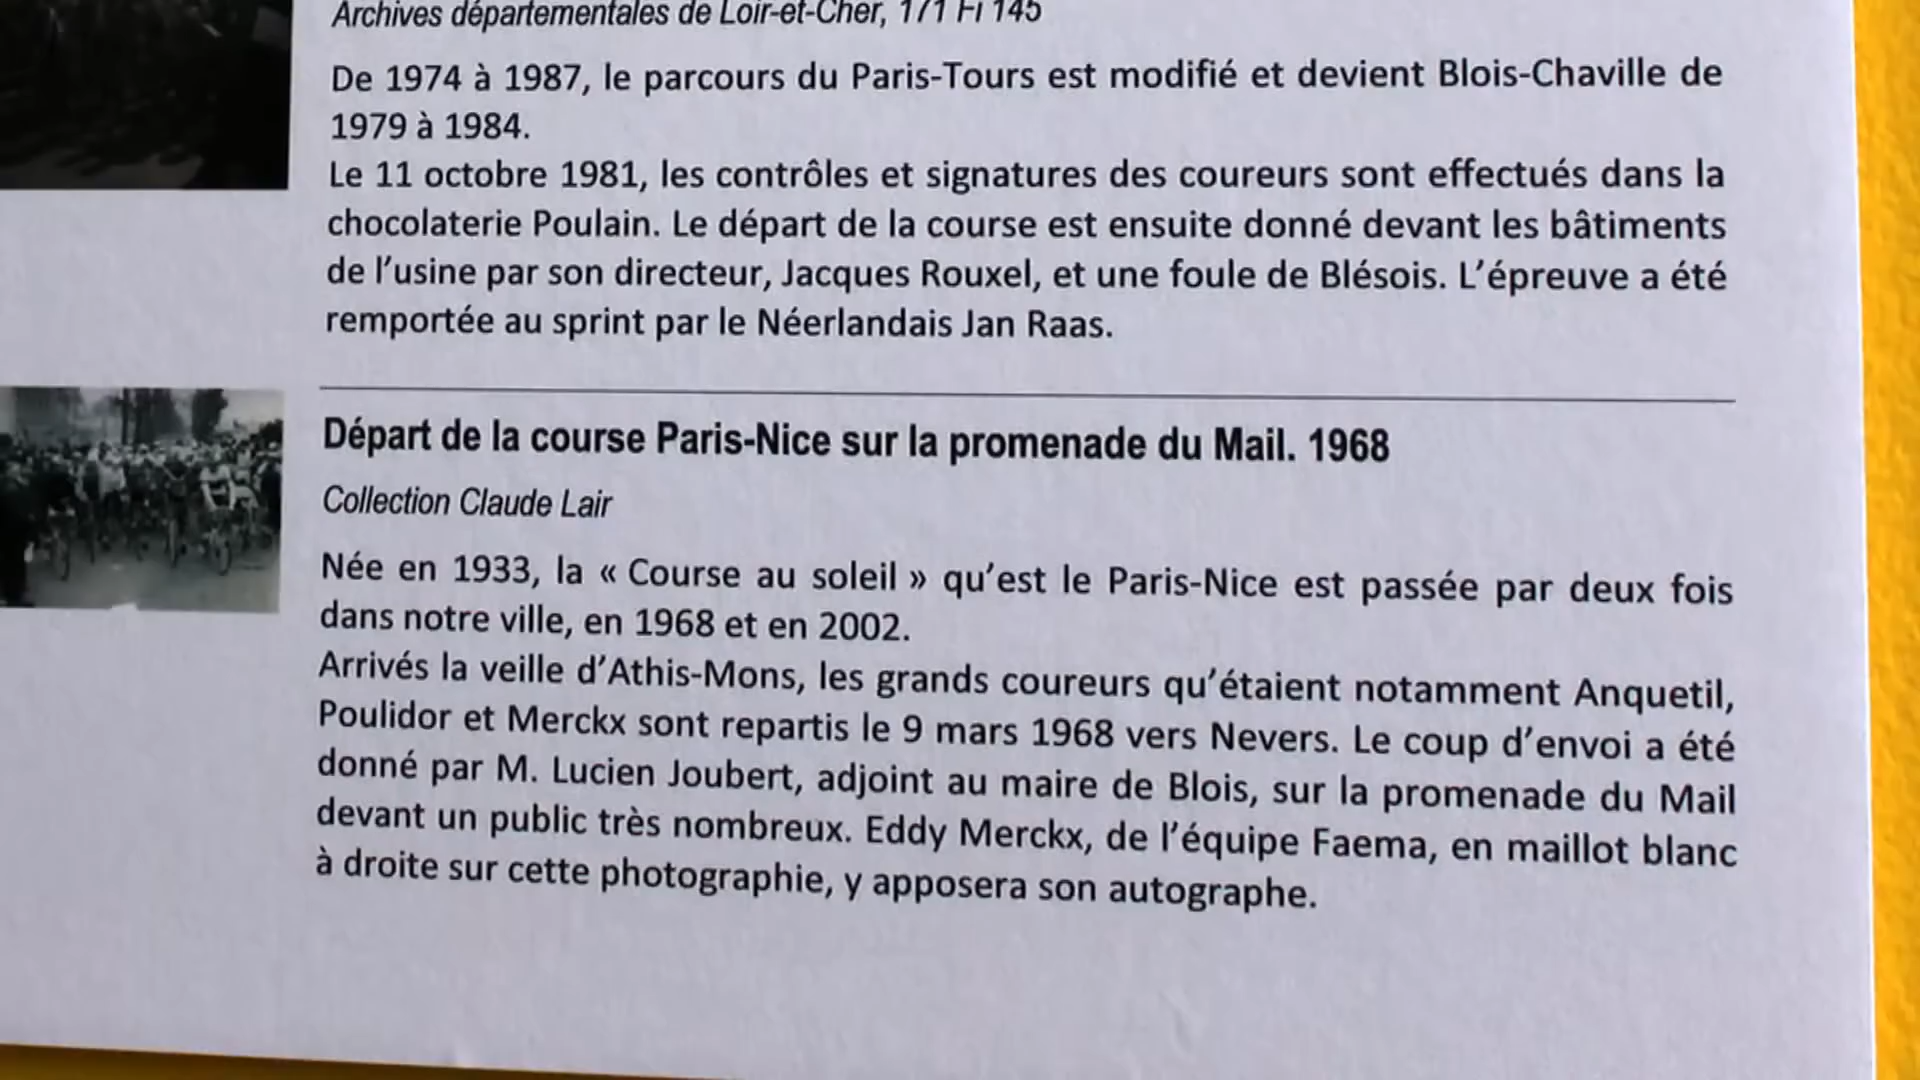 Archives départementales de Loir-et-Cher, 171 Fi 145
De 1974 à 1987, le parcours du Paris-Tours est modifié et devient Blois-Chaville de
1979 à 1984.
Le 11 octobre 1981, les contrôles et signatures des coureurs sont effectués dans la
chocolaterie Poulain. Le départ de la course est ensuite donné devant les bâtiments
de l’usine par son directeur, Jacques Rouxel, et une foule de Blésois. L’épreuve a été
remportée au sprint par le Néerlandais Jan Raas.
Départ de la course Paris-Nice sur la promenade du Mail. 1968
Collection Claude Lair
Née en 1933, la « Course au soleil » qu’est le Paris-Nice est passée par deux fois
dans notre ville, en 1968 et en 2002.
Arrivés la veille d’Athis-Mons, les grands coureurs qu’étaient notamment Anquetil,
Poulidor et Merckx sont repartis le 9 mars 1968 vers Nevers. Le coup d’envoi a été
donné par M. Lucien Joubert, adjoint au maire de Blois, sur la promenade du Mail
devant un public très nombreux. Eddy Merckx, de l’équipe Faema, en maillot blanc
à droite sur cette photographie, y apposera son autographe.